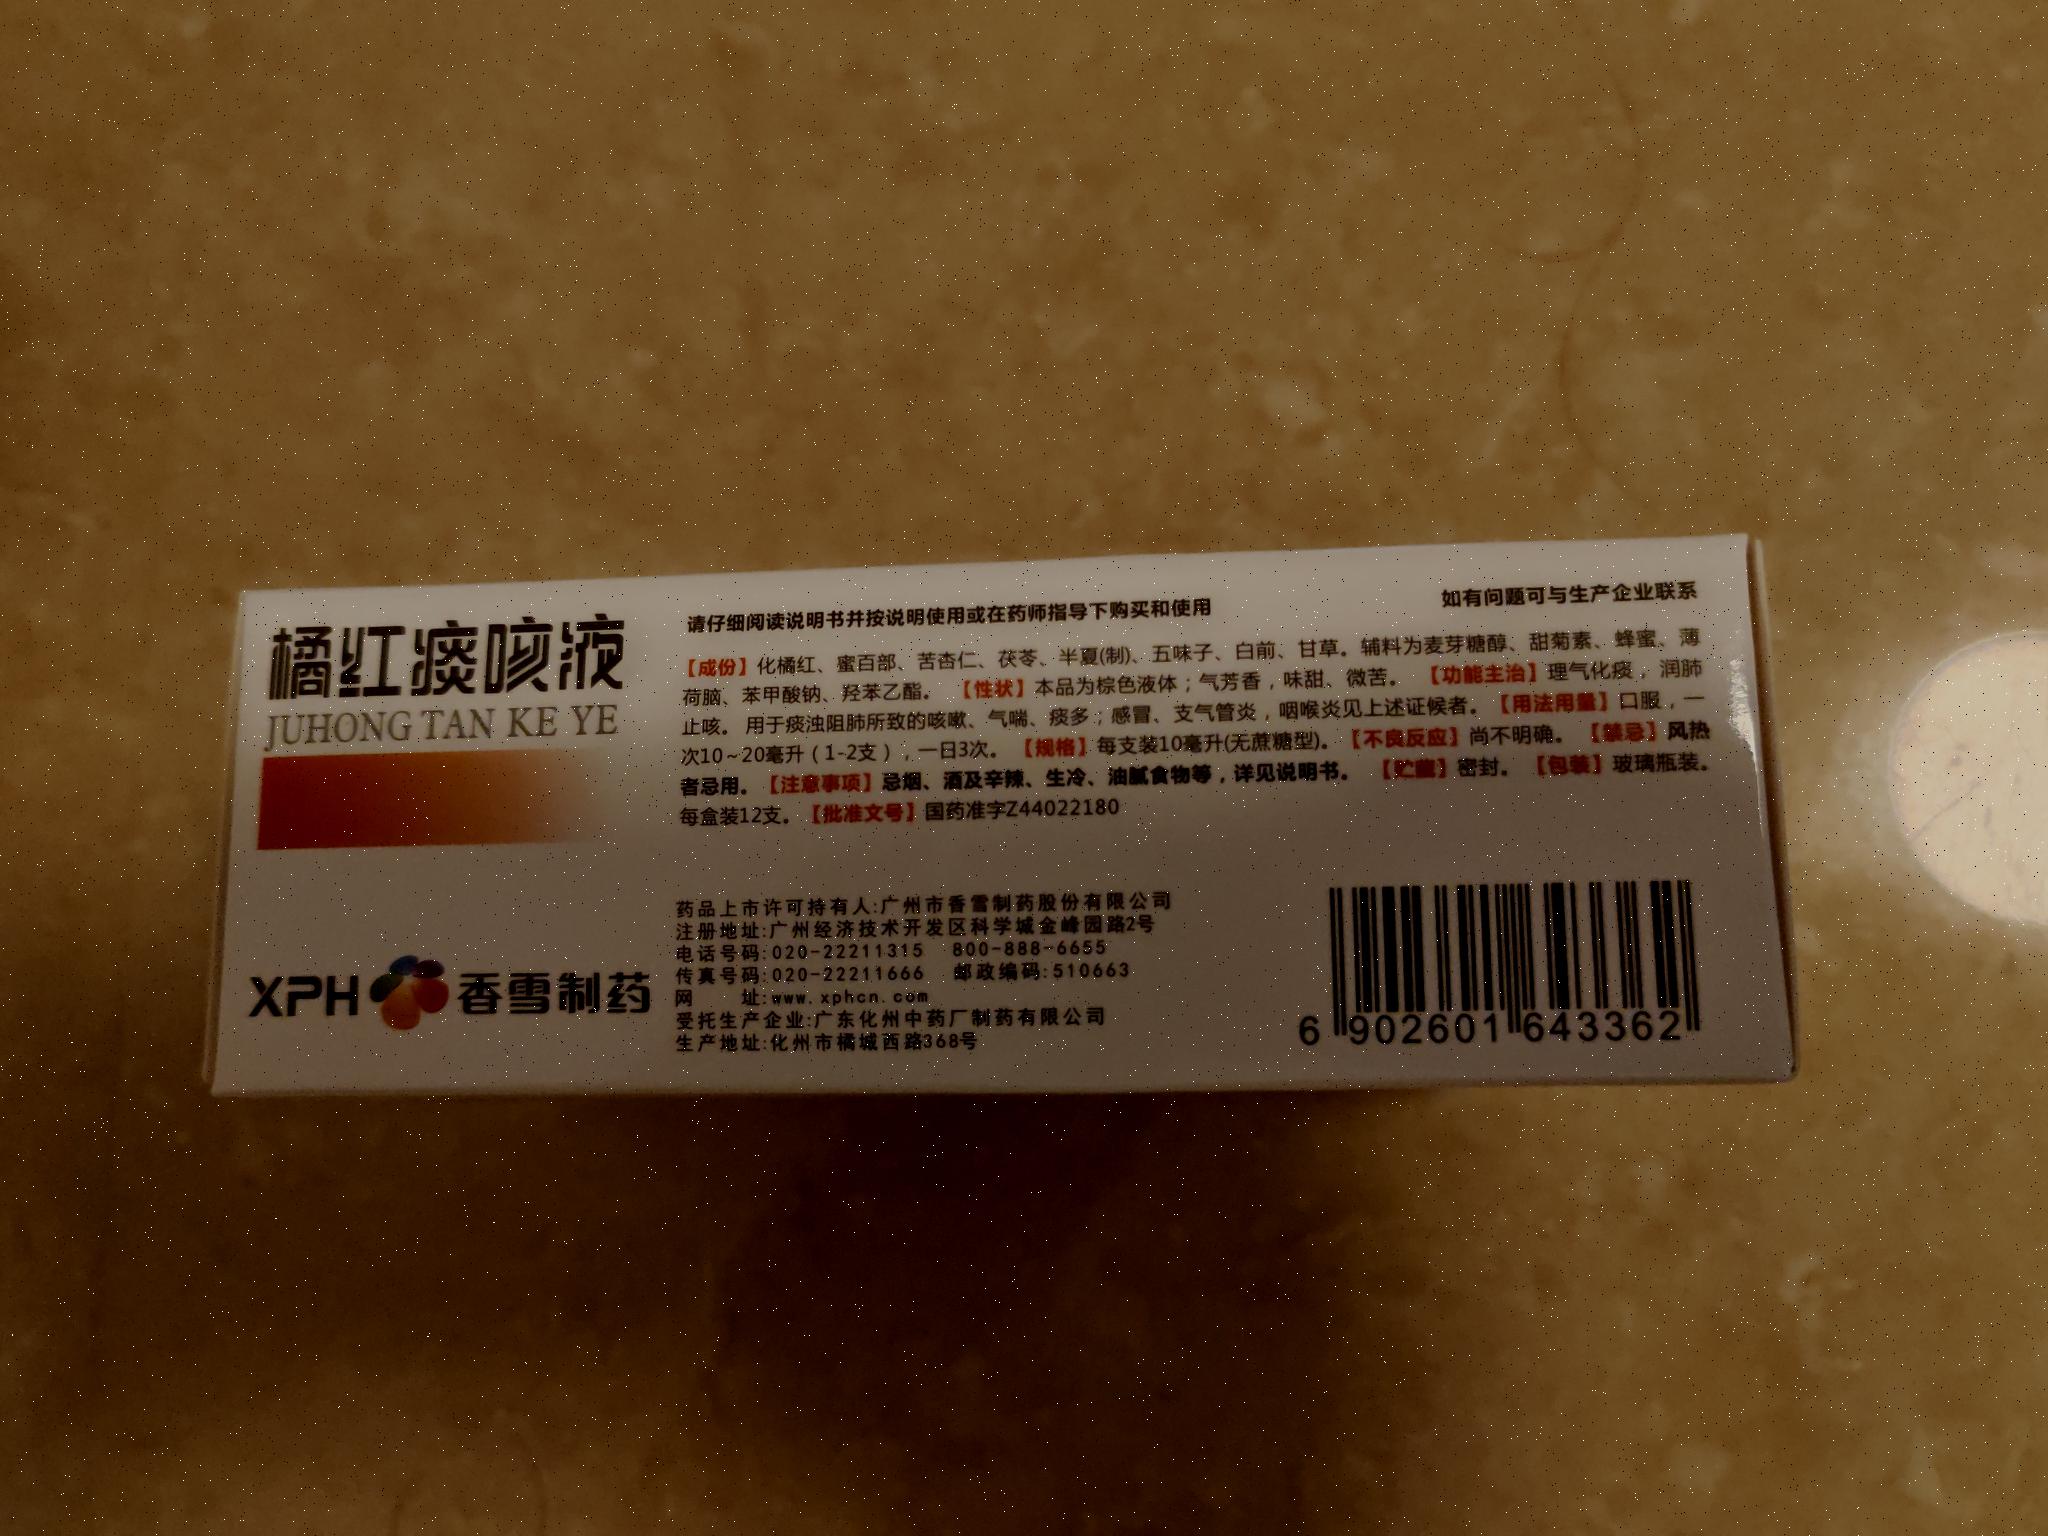 橘红痰咳液
JUHONG TAN KE YE
请仔细阅读说明书并按说明使用或在药师指导下购买和使用
如有问题可与生产企业联系
【成份】化橘红、蜜百部、苦杏仁、茯苓、半夏(制)、五味子、白前、甘草。辅料为麦芽糖醇、甜菊素、蜂蜜、薄
荷脑、苯甲酸钠、羟苯乙酯。【性状】本品为棕色液体；气芳香，味甜、微苦。【功能主治】理气化痰，润肺
止咳。用于痰浊阻肺所致的咳嗽、气喘、痰多；感冒、支气管炎，咽喉炎见上述证候者。【用法用量】口服，一
次10~20毫升（1-2支），一日3次。【规格】每支装10毫升(无蔗糖型)。【不良反应】尚不明确。【禁忌】风热
者忌用。【注意事项】忌烟、酒及辛辣、生冷、油腻食物等，详见说明书。【贮藏】密封。【包装】玻璃瓶装。
每盒装12支。【批准文号】国药准字Z44022180
XPH 香雪制药
药品上市许可持有人:广州市香雪制药股份有限公司
注册地址:广州经济技术开发区科学城金峰园路2号
电话号码:020-22211315 800-888-6655
传真号码:020-22211666 邮政编码:510663
网 址:www.xphcn.com
受托生产企业:广东化州中药厂制药有限公司
生产地址:化州市橘城西路368号
6 902601 643362